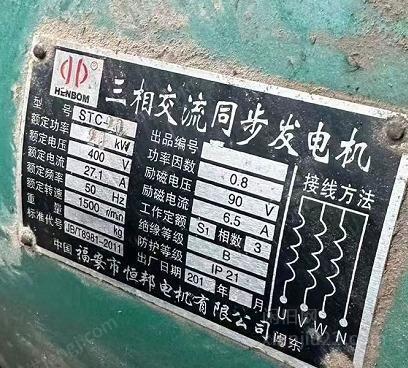 HENBOM
三相交流同步发电机
型号 STC-
额定功率 kW
额定电压 400 V
额定电流 27.1 A
额定频率 50 Hz
额定转速 1500 r/min
重量 kg
标准代号 JB/T8981-2011
出品编号
功率因数 0.8
励磁电压 90 V
励磁电流 6.5 A
工作定额 S1 相数 3
绝缘等级 B
防护等级 IP 21
出厂日期 201 年 月
接线方法
U V W N
中国 福安市恒邦电机有限公司 闽东